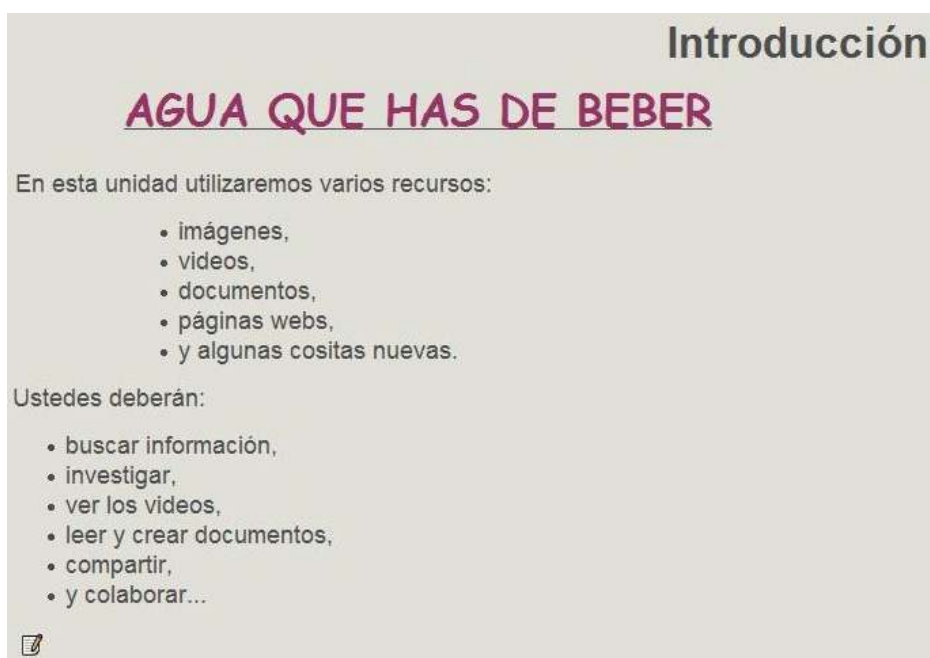 Introducción
AGUA QUE HAS DE BEBER
En esta unidad utilizaremos varios recursos:
• imágenes,
• videos,
• documentos,
• páginas webs,
• y algunas cositas nuevas.
Ustedes deberán:
• buscar información,
• investigar,
• ver los videos,
• leer y crear documentos,
• compartir,
• y colaborar...